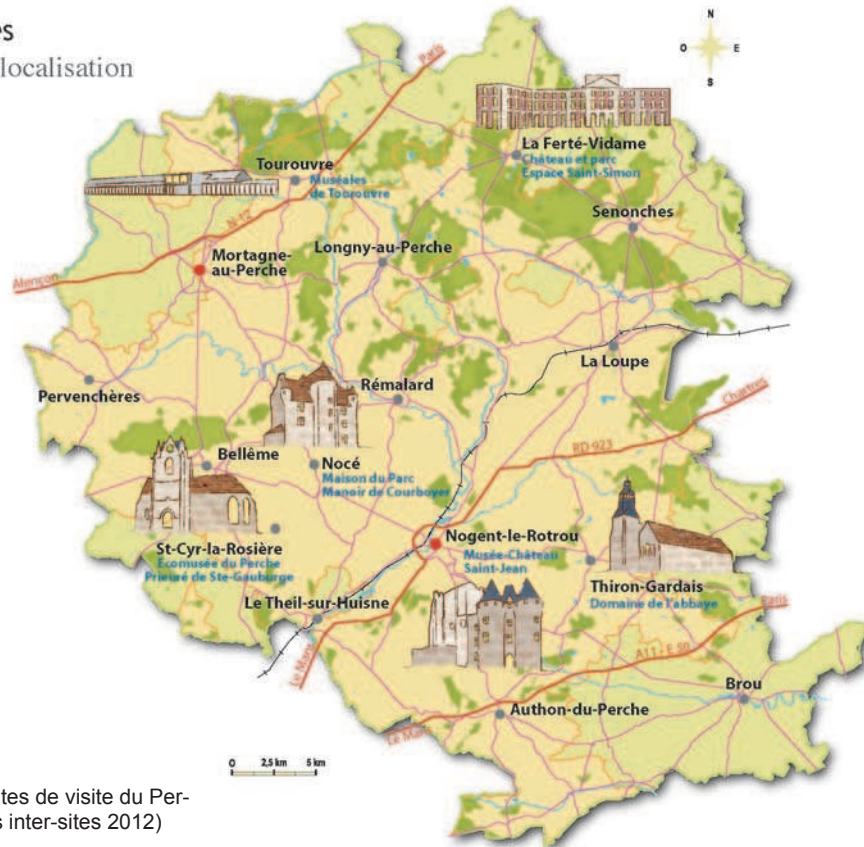 es
localisation
N
O
E
S
Paris
La Ferté-Vidame
Château et parc
Espace Saint-Simon
Tourouvre
Muséales
de Tourouvre
Senonches
N-12
Longny-au-Perche
Mortagne-
au-Perche
Alençon
La Loupe
Pervenchères
Rémalard
Chartres
RD 923
Bellême
Nocé
Maison du Parc
Manoir de Courboyer
St-Cyr-la-Rosière
Ecomusée du Perche
Prieuré de Ste-Gauburge
Nogent-le-Rotrou
Musée-Château
Saint-Jean
Thiron-Gardais
Domaine de l'abbaye
Le Theil-sur-Huisne
Paris
Le Mans
A11 - E 50
Brou
Authon-du-Perche
Le Mans
0 2,5 km 5 km
tes de visite du Per-
s inter-sites 2012)